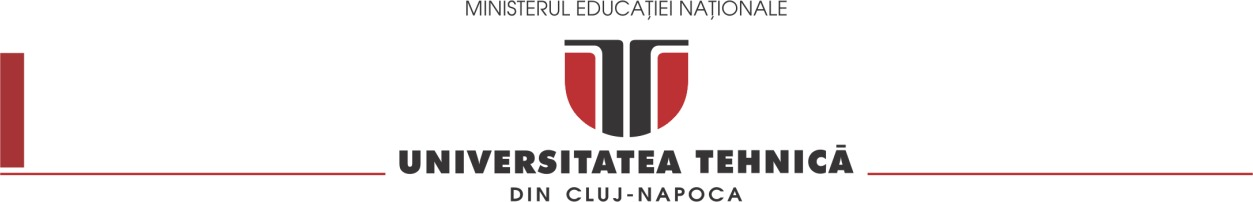 MINISTERUL EDUCAȚIEI NAȚIONALE
UNIVERSITATEA TEHNICĂ
DIN CLUJ-NAPOCA